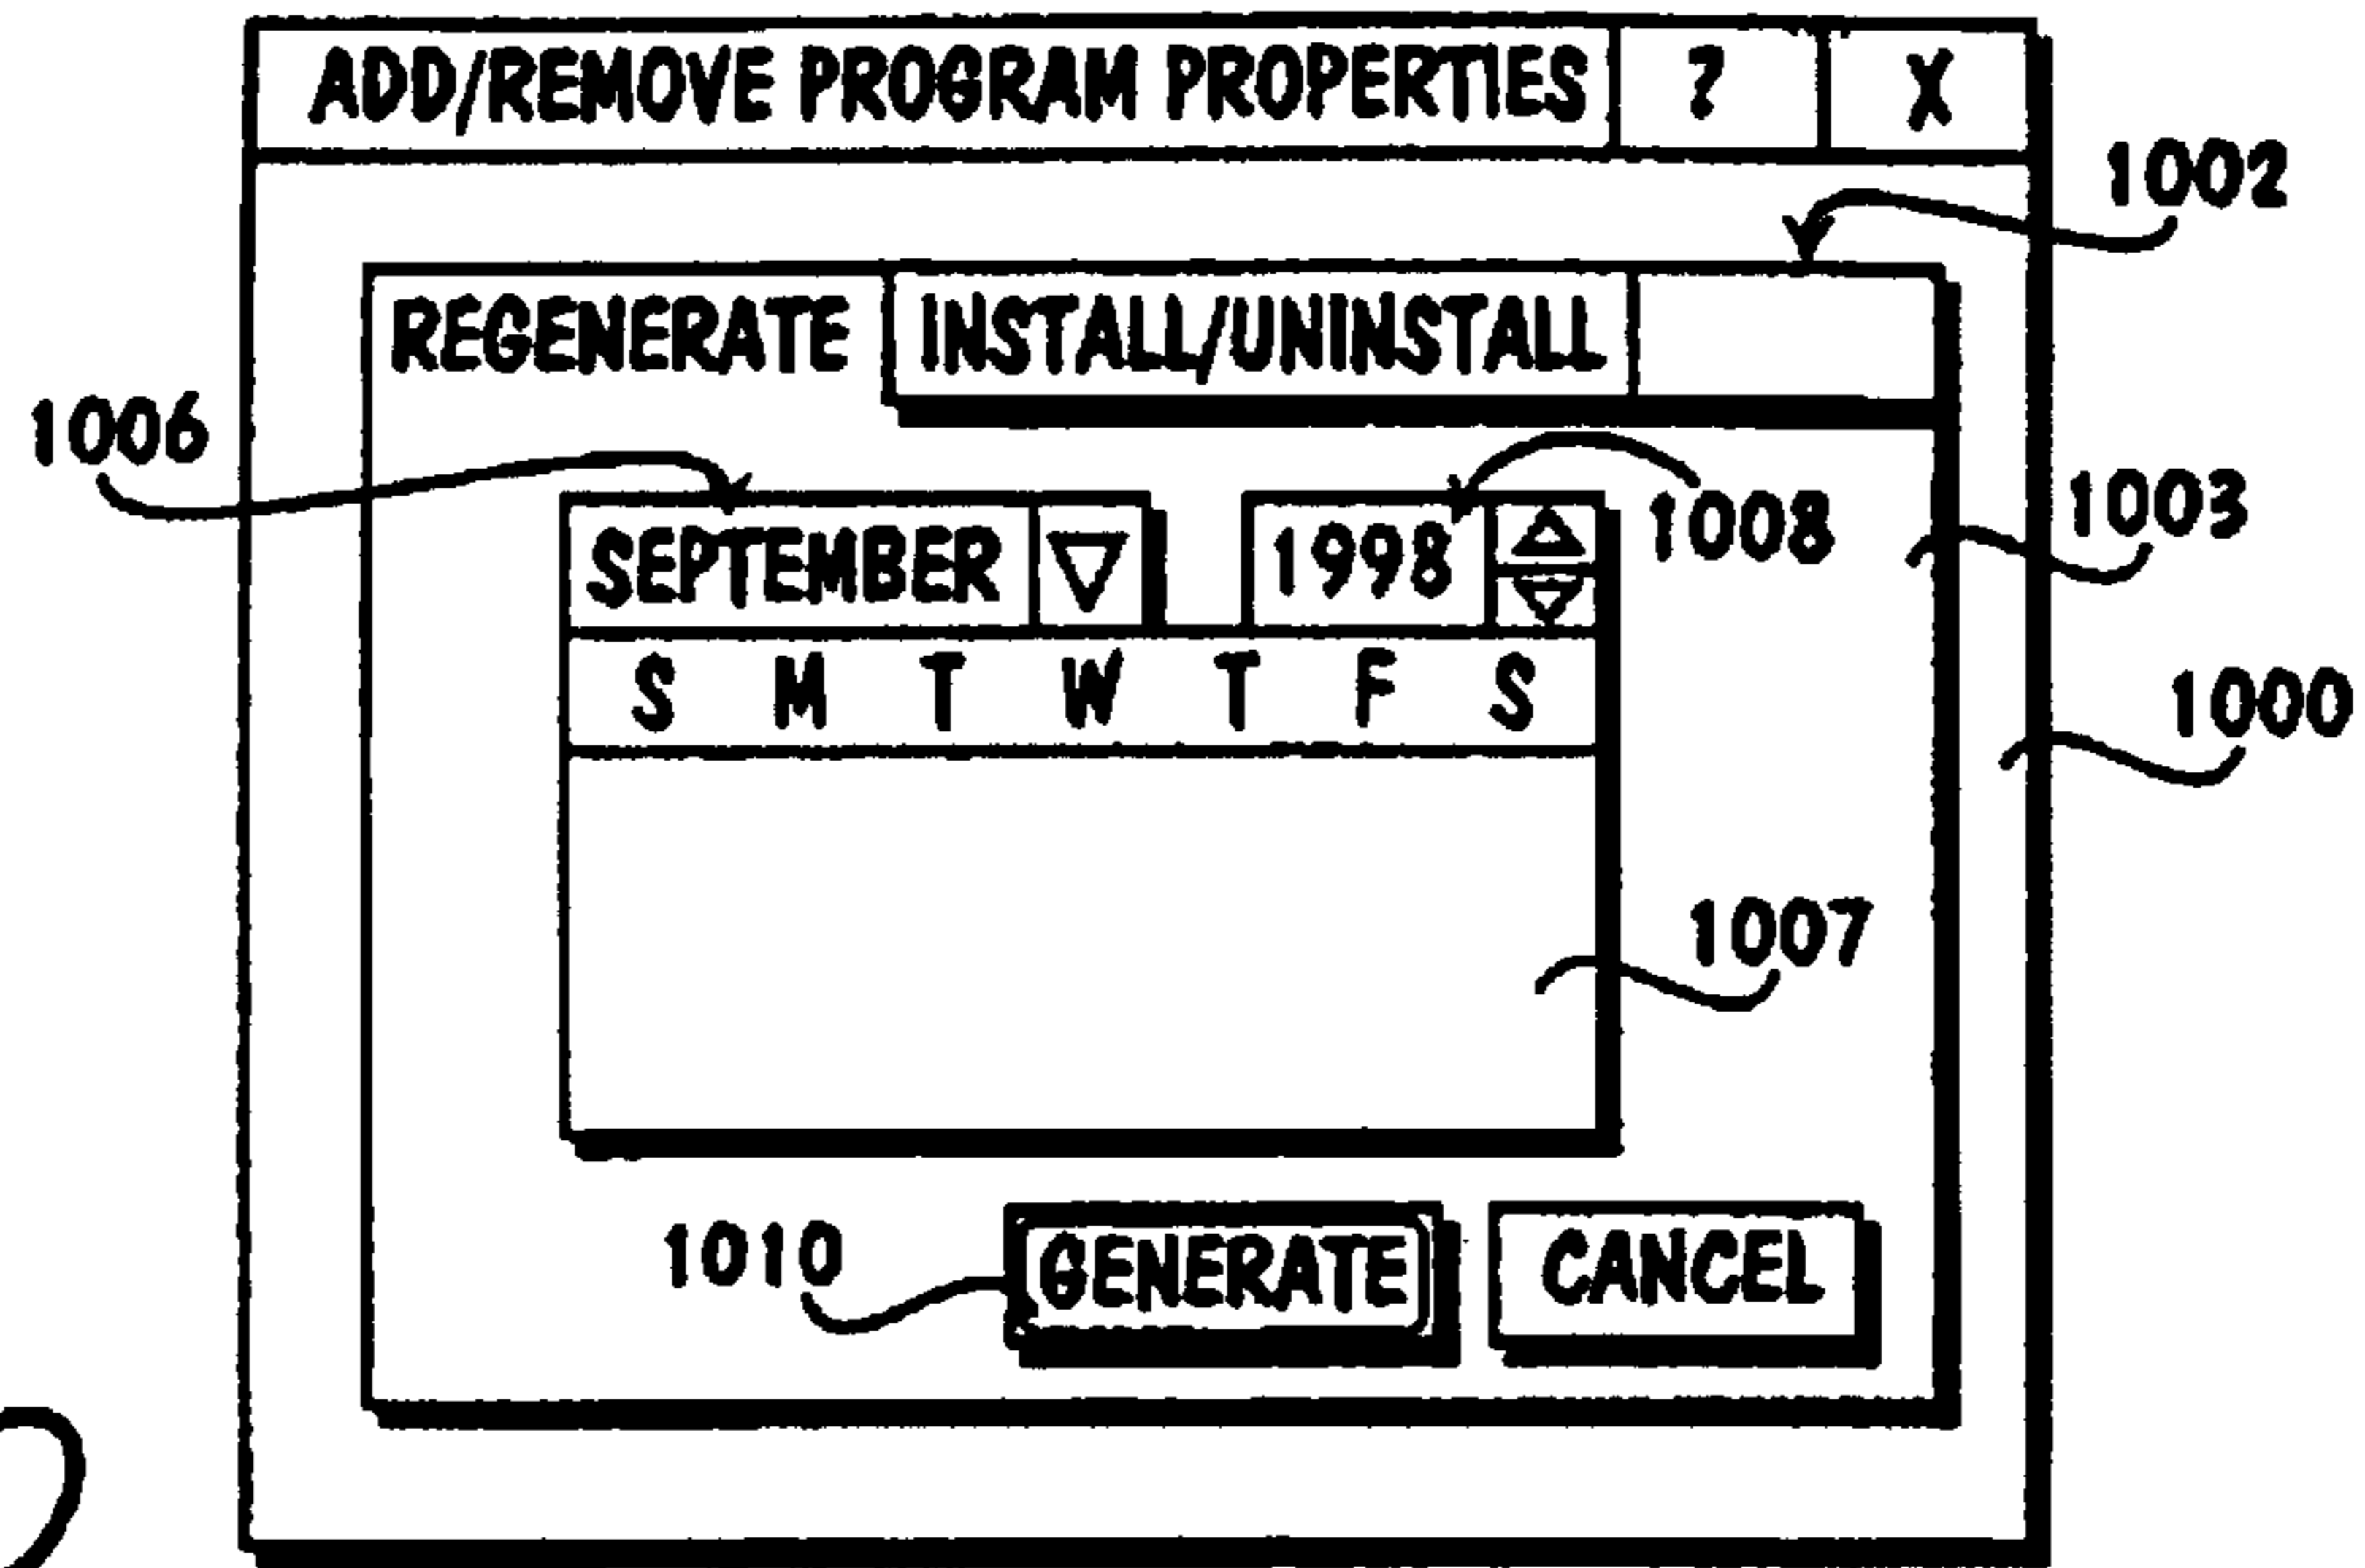 ADD/REMOVE PROGRAM PROPERTIES ? X
1002
REGENERATE INSTALL/UNINSTALL
1006
1003
SEPTEMBER 1998 1008
S M T W T F S
1000
1007
1010 GENERATE CANCEL